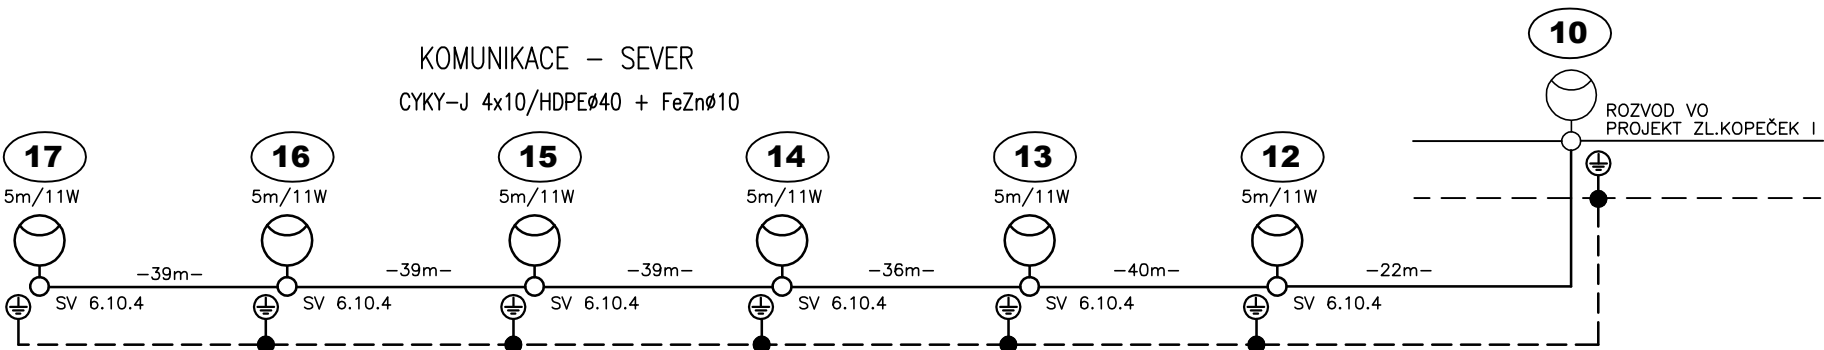 10
KOMUNIKACE – SEVER
CYKY–J 4x10/HDPEø40 + FeZnø10
ROZVOD VO
PROJEKT ZL.KOPEČEK I
17 16 15 14 13 12
5m/11W 5m/11W 5m/11W 5m/11W 5m/11W 5m/11W
–39m– –39m– –39m– –36m– –40m– –22m–
SV 6.10.4 SV 6.10.4 SV 6.10.4 SV 6.10.4 SV 6.10.4 SV 6.10.4